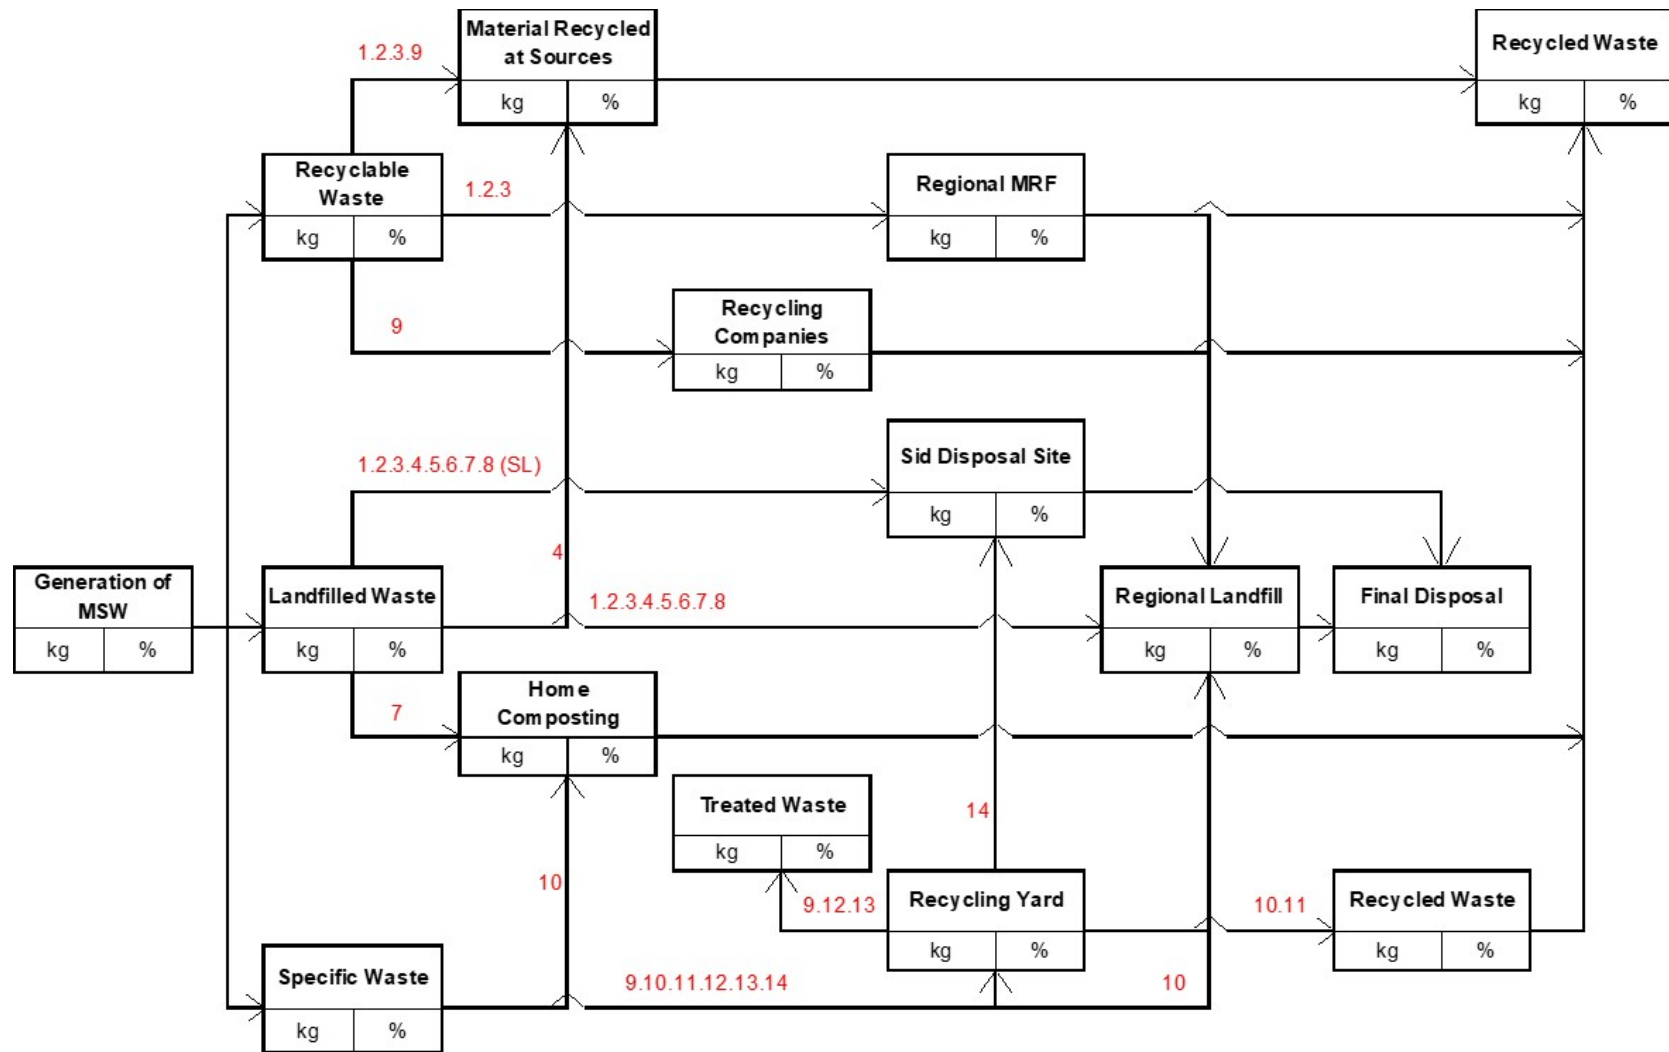 Material Recycled
at Sources
kg %
Recycled Waste
kg %
1.2.3.9
Recyclable
Waste
kg %
1.2.3
Regional MRF
kg %
9
Recycling
Companies
kg %
1.2.3.4.5.6.7.8 (SL)
Sid Disposal Site
kg %
4
Generation of
MSW
kg %
Landfilled Waste
kg %
1.2.3.4.5.6.7.8
Regional Landfill
kg %
Final Disposal
kg %
7
Home
Composting
kg %
Treated Waste
kg %
14
10
9.12.13
Recycling Yard
kg %
10.11
Recycled Waste
kg %
Specific Waste
kg %
9.10.11.12.13.14
10